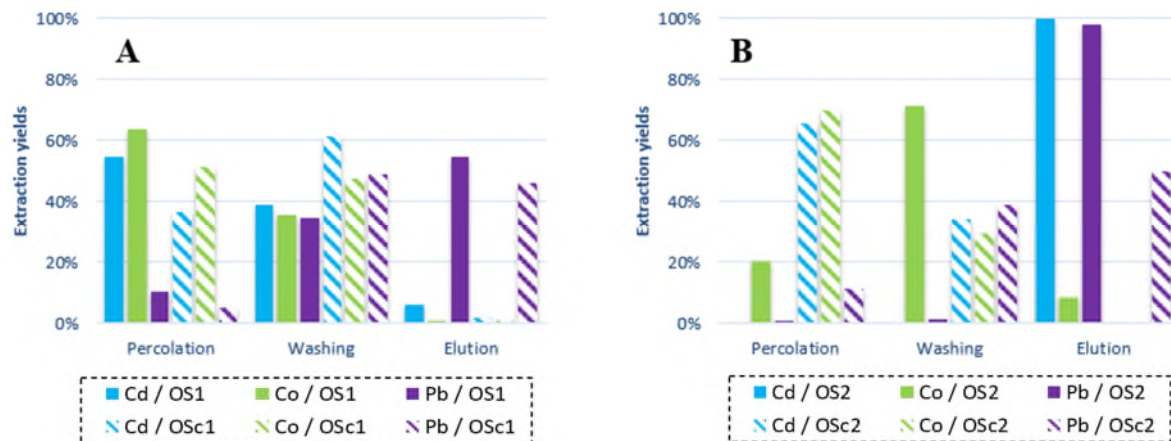 A
Extraction yields
100%
80%
60%
40%
20%
0%
Percolation Washing Elution
Cd / OS1 Co / OS1 Pb / OS1
Cd / OSc1 Co / OSc1 Pb / OSc1
B
Extraction yields
100%
80%
60%
40%
20%
0%
Percolation Washing Elution
Cd / OS2 Co / OS2 Pb / OS2
Cd / OSc2 Co / OSc2 Pb / OSc2